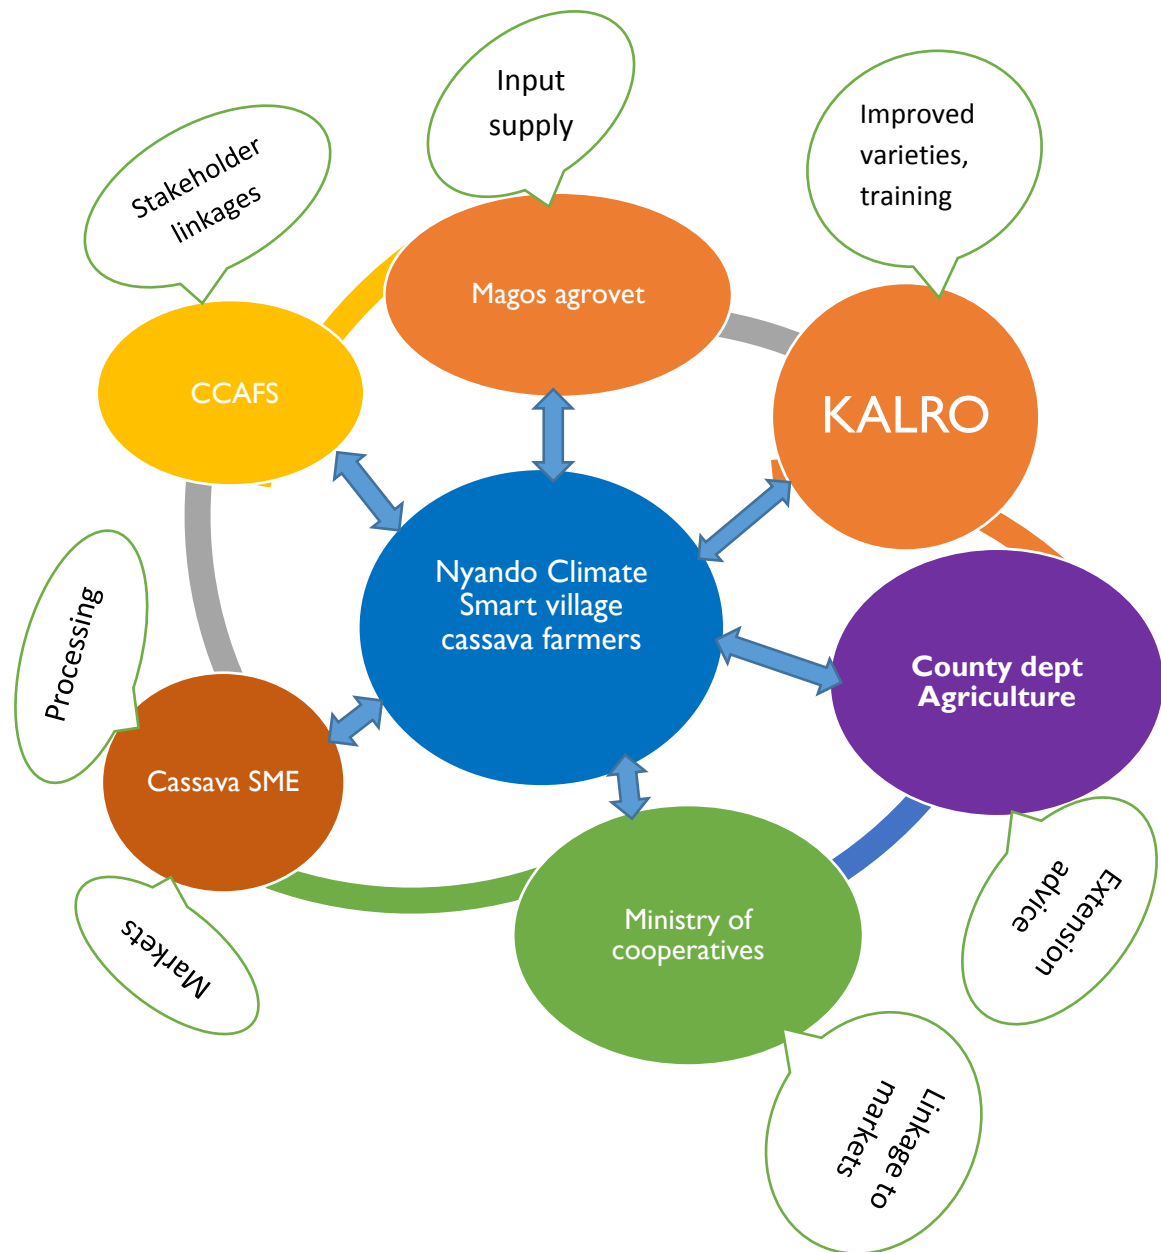 Input
supply
Improved
varieties,
training
Stakeholder
linkages
Magos agrovet
CCAFS
KALRO
Nyando Climate
Smart village
cassava farmers
Processing
County dept
Agriculture
Cassava SME
Extension
advice
Ministry of
cooperatives
Markets
Linkage to
markets